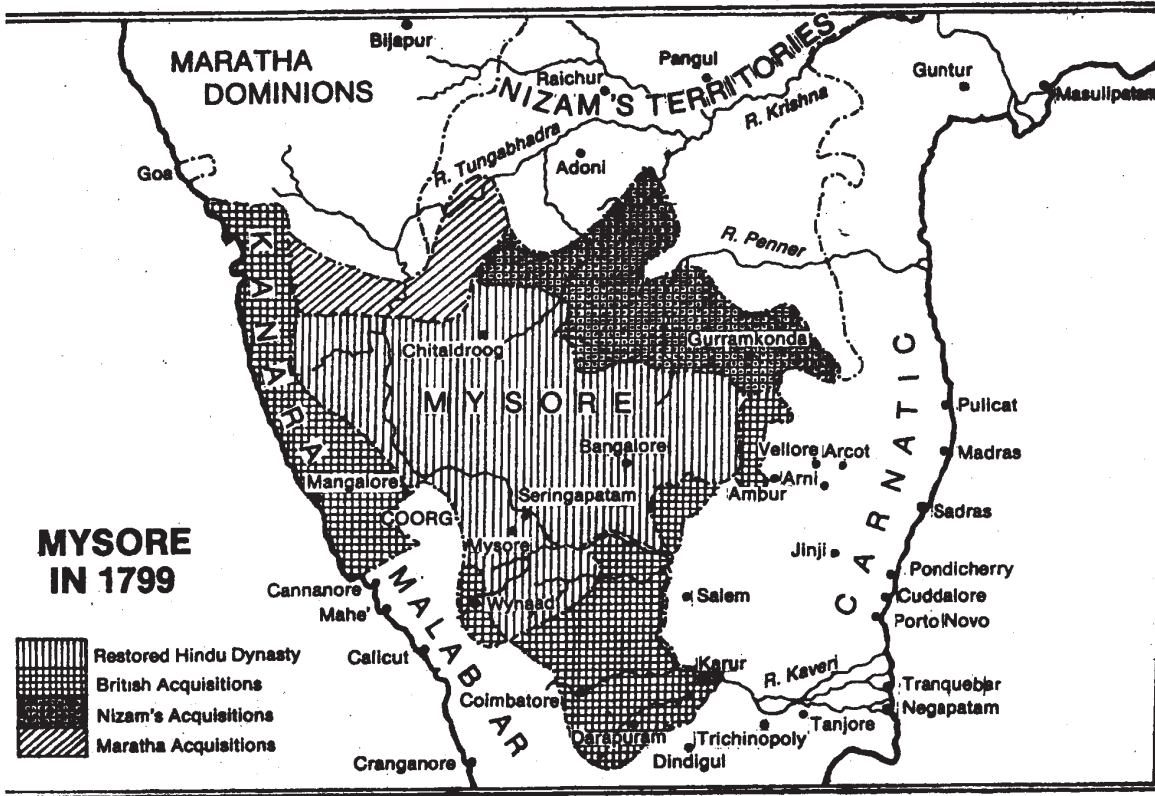 Bijapur
MARATHA
DOMINIONS
Pangul
Raichur
NIZAM'S TERRITORIES
Guntur
Masulipatam
R. Krishna
R. Tungabhadra
Adoni
Goa
R. Penner
KANARA
Chitaldroog
Gurramkonda
MYSORE
CARNATIC
Pulicat
Bangalore
Vellore
Arcot
Madras
Mangalore
Arni
Ambur
Seringapatam
COORG
Sadras
Mysore
Jinji
MYSORE
IN 1799
Pondicherry
Cannanore
MALABAR
Wynaad
Salem
Cuddalore
Mahe'
Porto Novo
Restored Hindu Dynasty
British Acquisitions
Nizam's Acquisitions
Maratha Acquisitions
Calicut
Karur
R. Kaveri
Coimbatore
Tranquebar
Negapatam
Darapuram
Tanjore
Trichinopoly
Dindigul
Cranganore